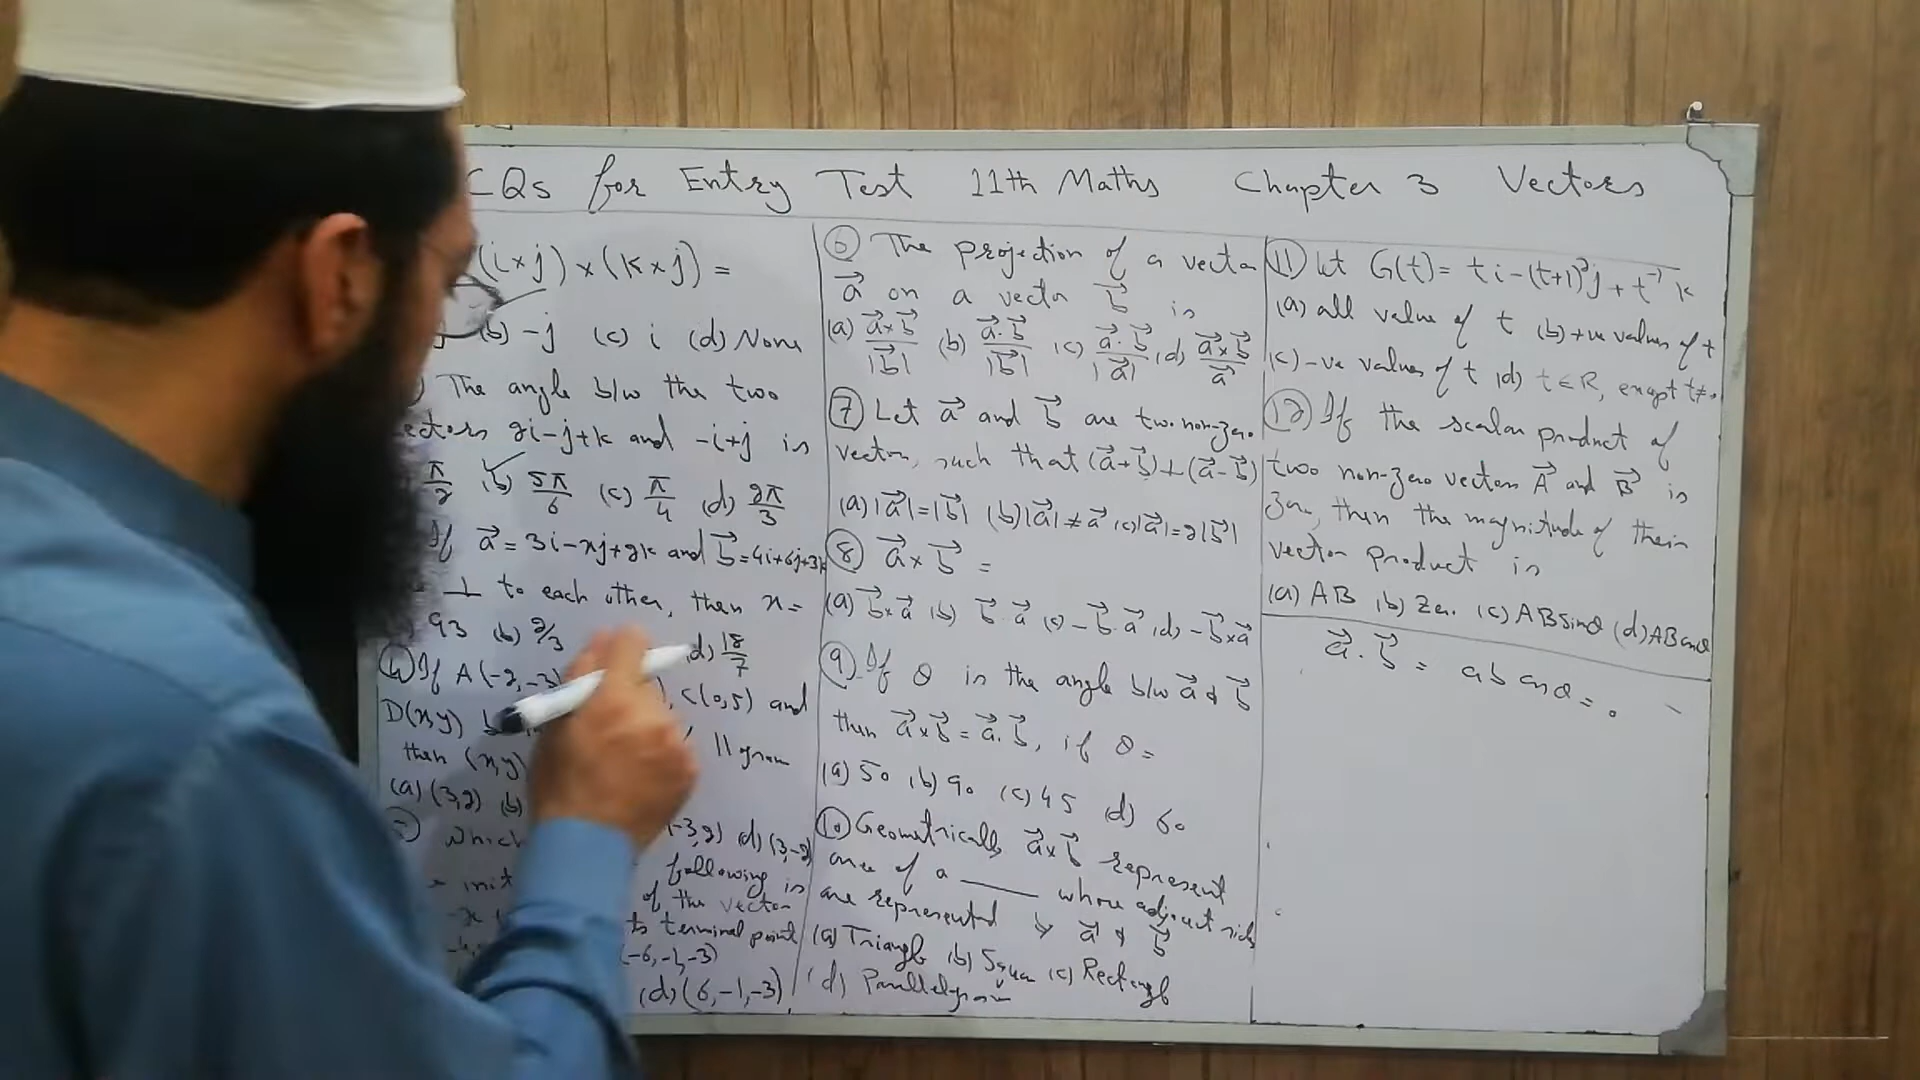 CQs for Entry Test 11th Maths Chapter 3 Vectors
(i×j)×(k×j) =
(b) -j (c) i (d) None
The angle b/w the two
vectors 2i-j+k and -i+j is
π/2 (b) 5π/6 (c) π/4 (d) 2π/3
If a⃗ = 3i-xj+2k and b⃗ = 4i+6j+3k
⊥ to each other, then x =
93 (b) 2/3 (d) 18/7
(4) If A(-2,-3) , C(0,5) and
D(x,y) ||gram
then (x,y)
(a) (3,2) (b) (-3,2) (d) (3,-2)
(5) Which following is
init of the vector
to terminal point
(-6,-1,-3)
(d) (6,-1,-3)
(6) The projection of a vector
a⃗ on a vector b⃗ is
(a) a⃗×b⃗/|b⃗| (b) a⃗.b⃗/|b⃗| (c) a⃗.b⃗/|a⃗| (d) a⃗×b⃗/a⃗
(7) Let a⃗ and b⃗ are two non-zero
vector, such that (a⃗+b⃗)⊥(a⃗-b⃗)
(a) |a⃗|=|b⃗| (b) |a⃗|≠a⃗ (c) |a⃗|=2|b⃗|
(8) a⃗×b⃗ =
(a) b⃗×a⃗ (b) b⃗.a⃗ (c) -b⃗.a⃗ (d) -b⃗×a⃗
(9) If θ is the angle b/w a⃗ & b⃗
then a⃗×b⃗ = a⃗.b⃗, if θ =
(a) 50 (b) 90 (c) 45 (d) 60
(10) Geometrically a⃗×b⃗ represent
area of a ____ whose adjacent sides
are represented by a⃗ & b⃗
(a) Triangle (b) Square (c) Rectangle
(d) Parallelogram
(11) let G(t) = ti-(t+1)³j+t⁻¹k
(a) all value of t (b) +ve values of t
(c) -ve values of t (d) t∈R, except t≠0
(12) If the scalar product of
two non-zero vectors A⃗ and B⃗ is
Zero, then the magnitude of their
vector product is
(a) AB (b) Zero (c) ABsinθ (d) ABcosθ
a⃗.b⃗ = ab cosθ = 0